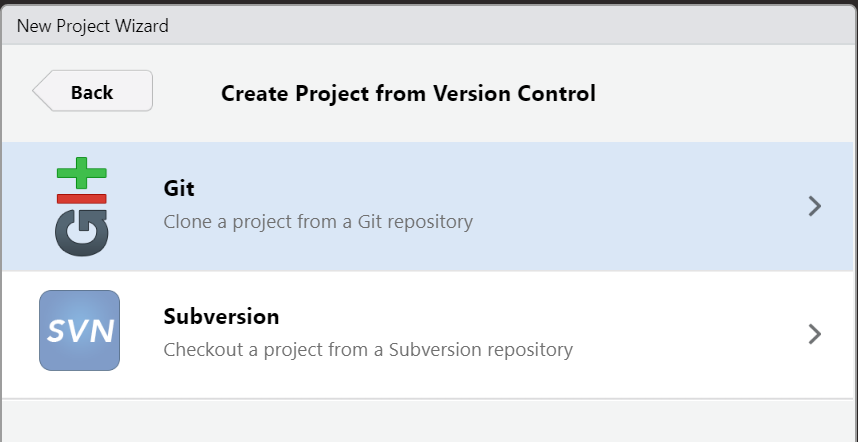 New Project Wizard
Back
Create Project from Version Control
Git
Git
Clone a project from a Git repository
SVN
Subversion
Checkout a project from a Subversion repository